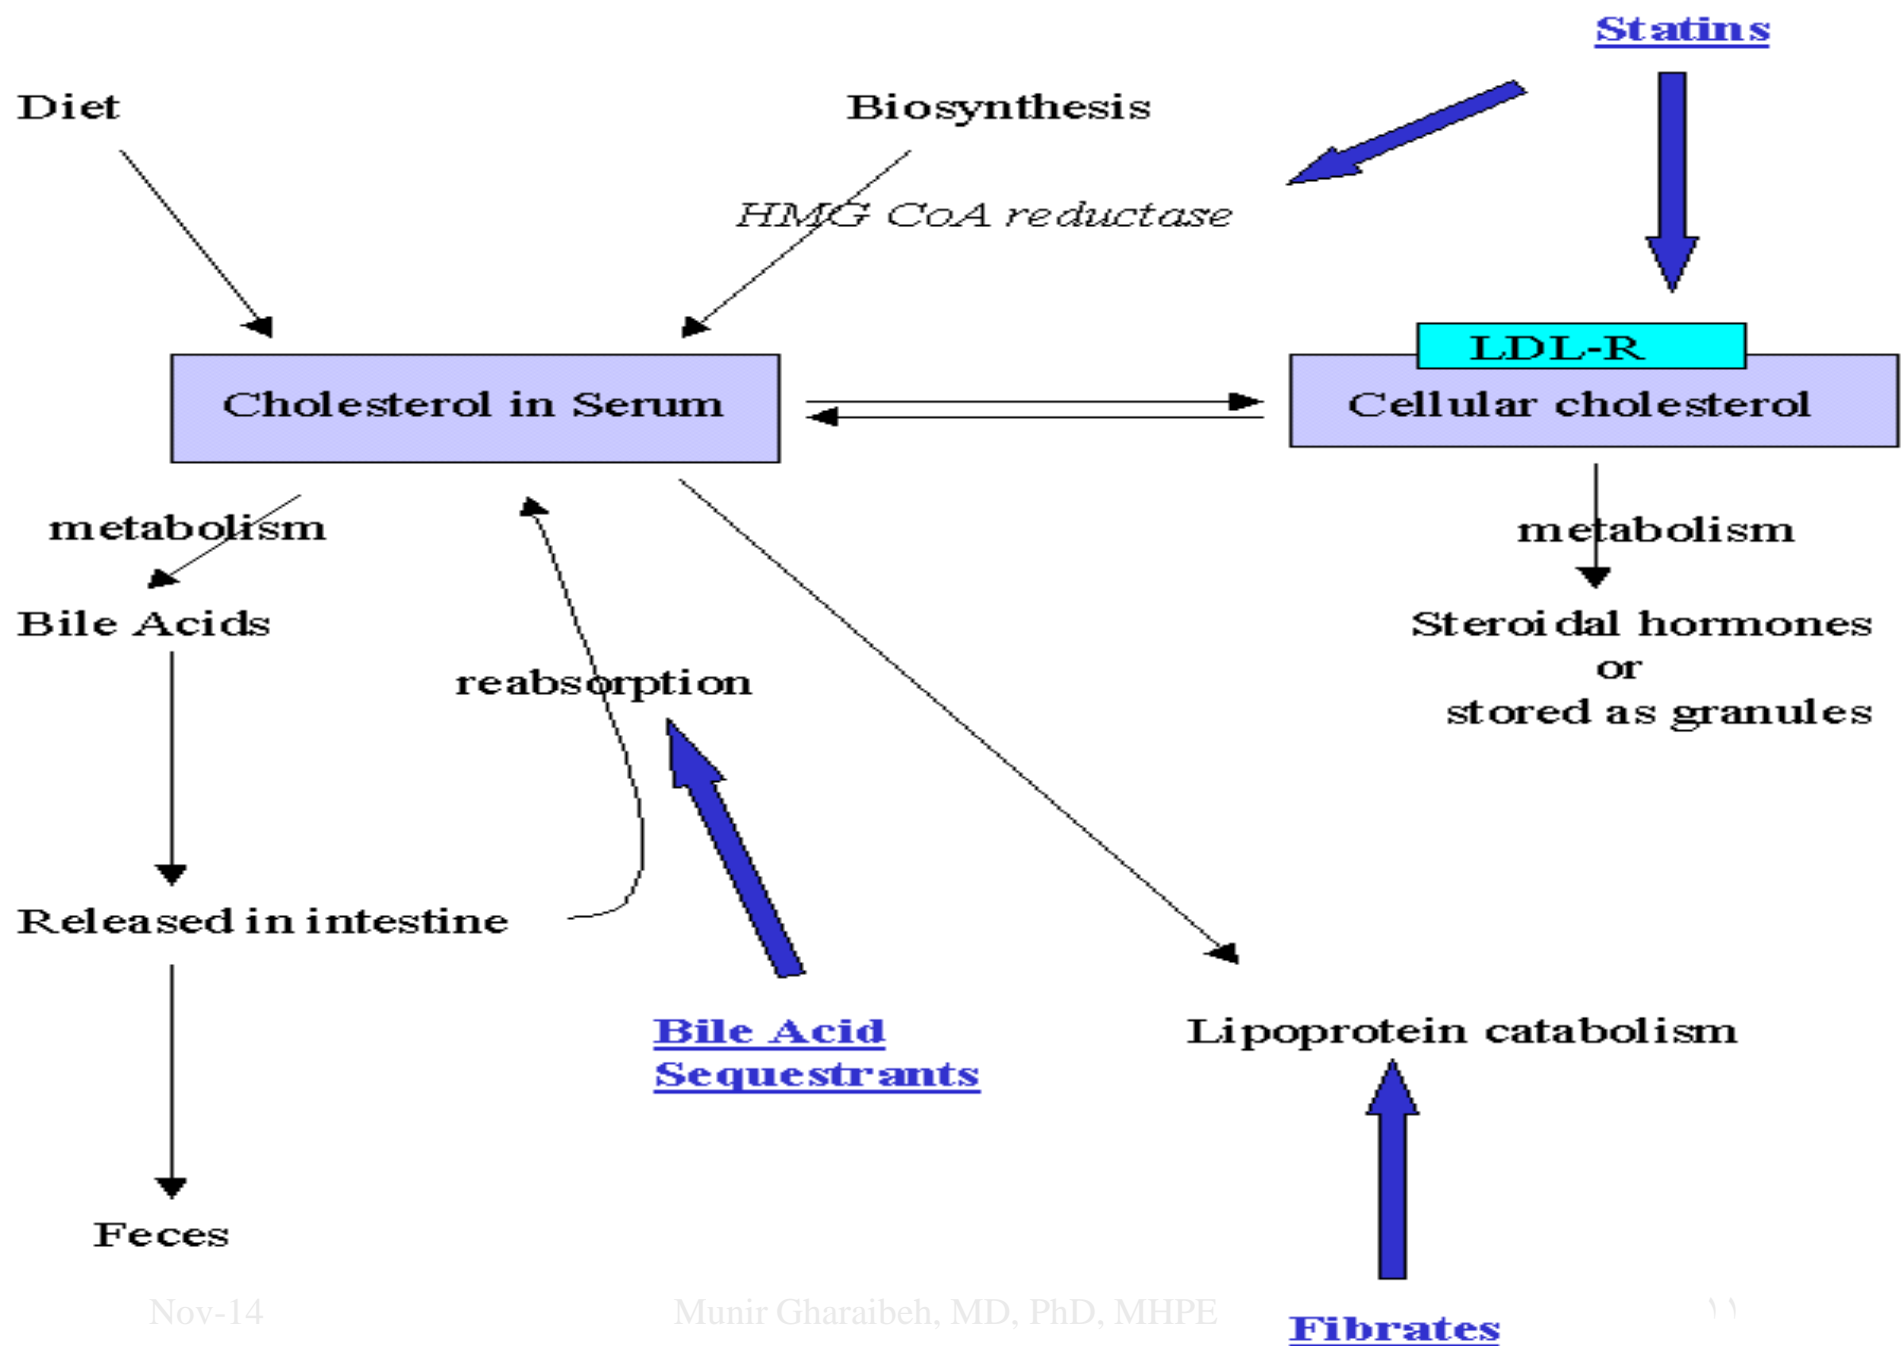 Statins
Diet
Biosynthesis
HMG CoA reductase
LDL-R
Cholesterol in Serum
Cellular cholesterol
metabolism
metabolism
Bile Acids
Steroidal hormones
or
stored as granules
reabsorption
Released in intestine
Bile Acid
Sequestrants
Lipoprotein catabolism
Feces
Nov-14
Munir Gharaibeh, MD, PhD, MHPE
١١
Fibrates